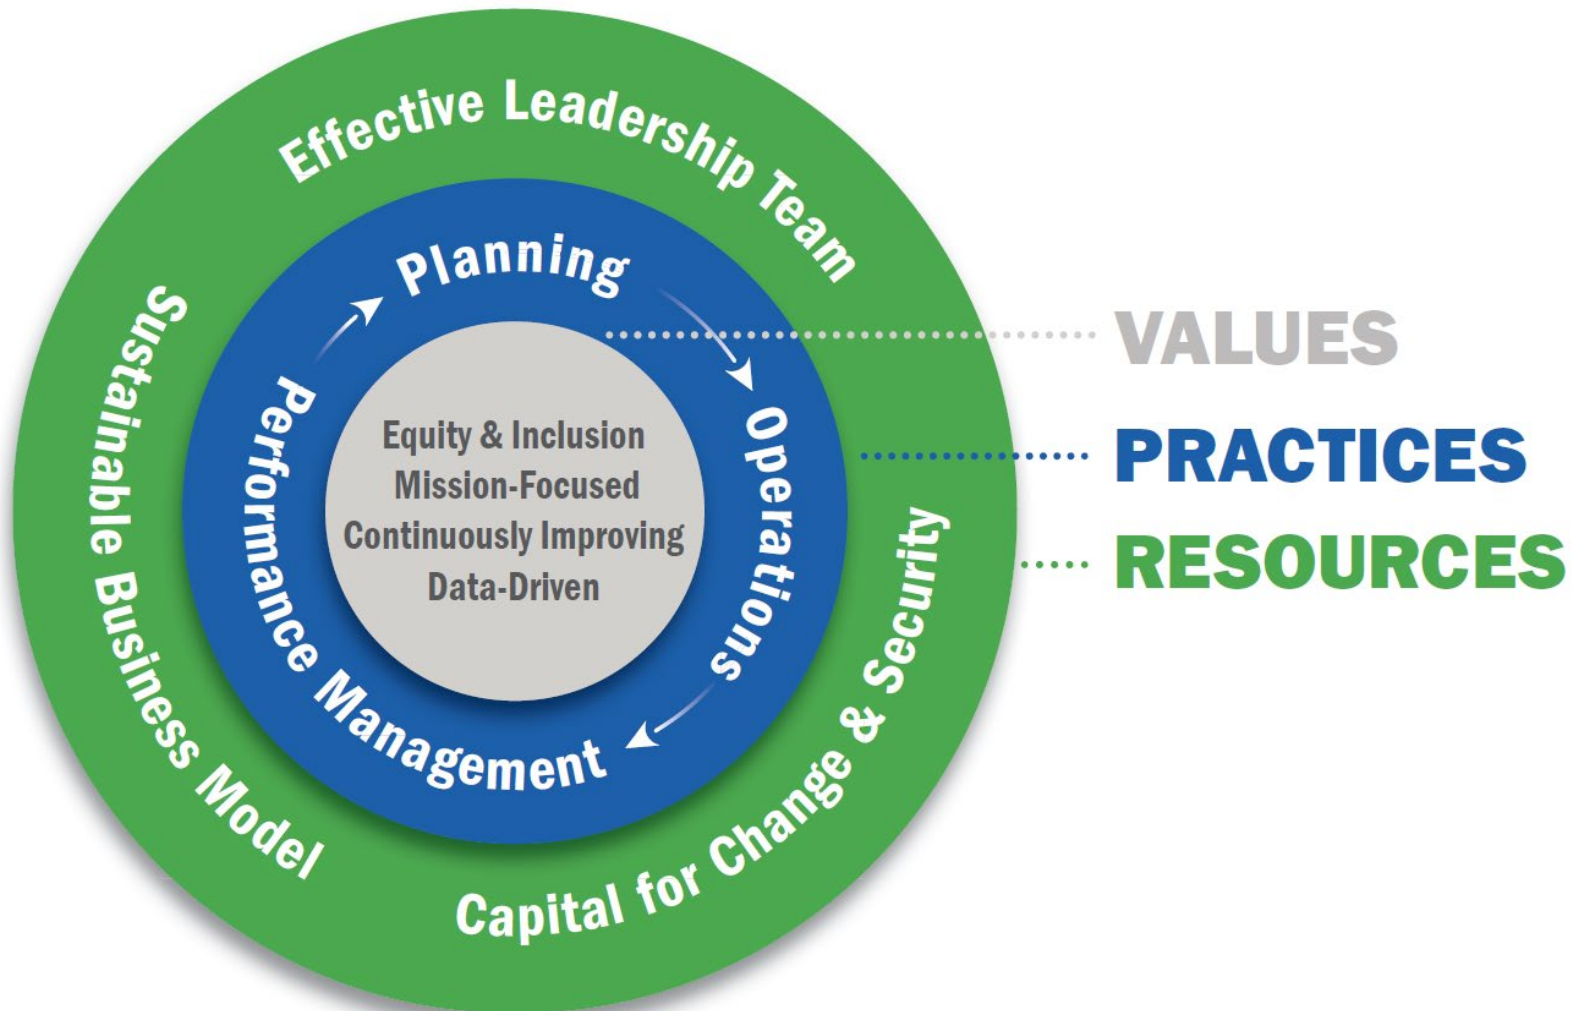 Effective Leadership Team
Sustainable Business Model
Capital for Change & Security
Planning
Operations
Performance Management
Equity & Inclusion
Mission-Focused
Continuously Improving
Data-Driven
VALUES
PRACTICES
RESOURCES